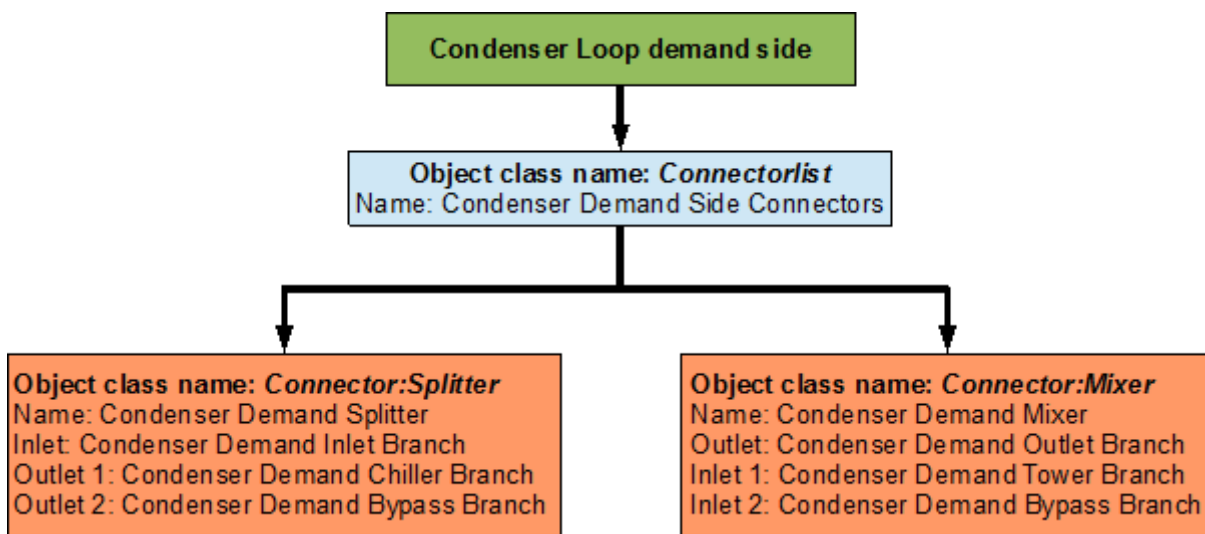 Condenser Loop demand side
Object class name: Connectorlist
Name: Condenser Demand Side Connectors
Object class name: Connector:Splitter
Name: Condenser Demand Splitter
Inlet: Condenser Demand Inlet Branch
Outlet 1: Condenser Demand Chiller Branch
Outlet 2: Condenser Demand Bypass Branch
Object class name: Connector:Mixer
Name: Condenser Demand Mixer
Outlet: Condenser Demand Outlet Branch
Inlet 1: Condenser Demand Tower Branch
Inlet 2: Condenser Demand Bypass Branch